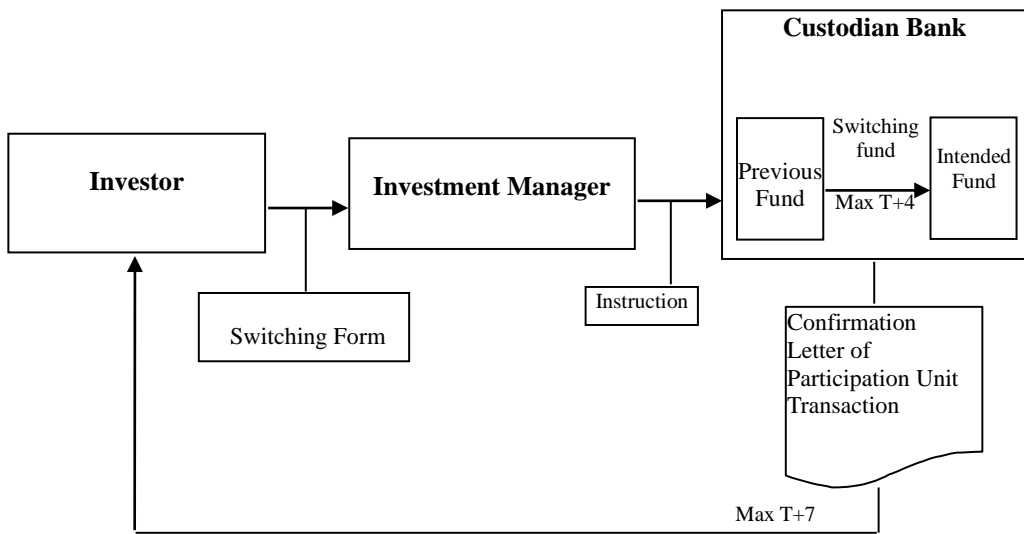 Custodian Bank
Investor
Investment Manager
Previous
Fund
Switching
fund
Max T+4
Intended
Fund
Switching Form
Instruction
Confirmation
Letter of
Participation Unit
Transaction
Max T+7